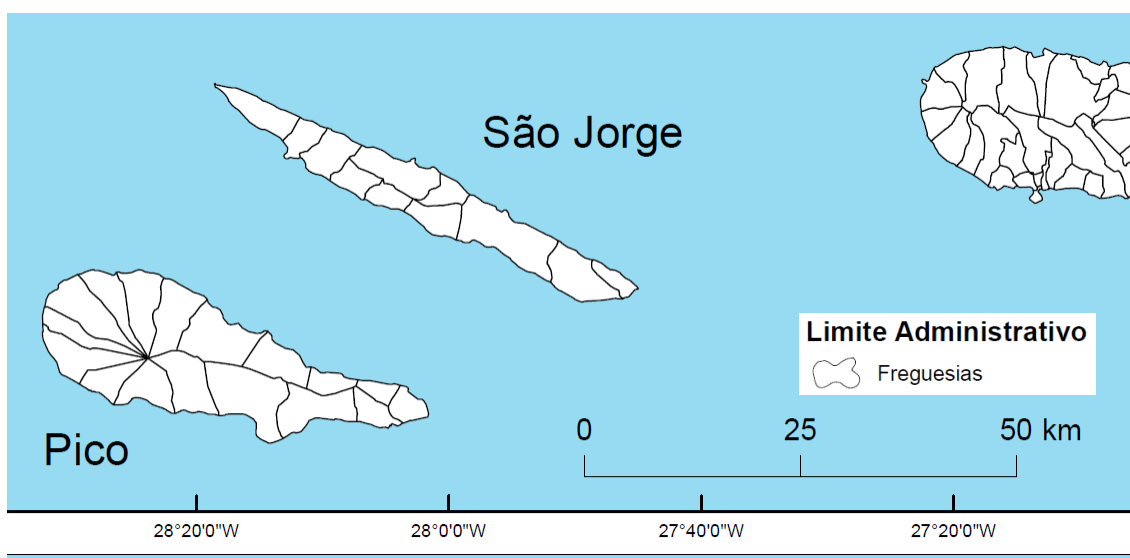 São Jorge
Limite Administrativo
Freguesias
0 25 50 km
Pico
28°20'0"W 28°0'0"W 27°40'0"W 27°20'0"W